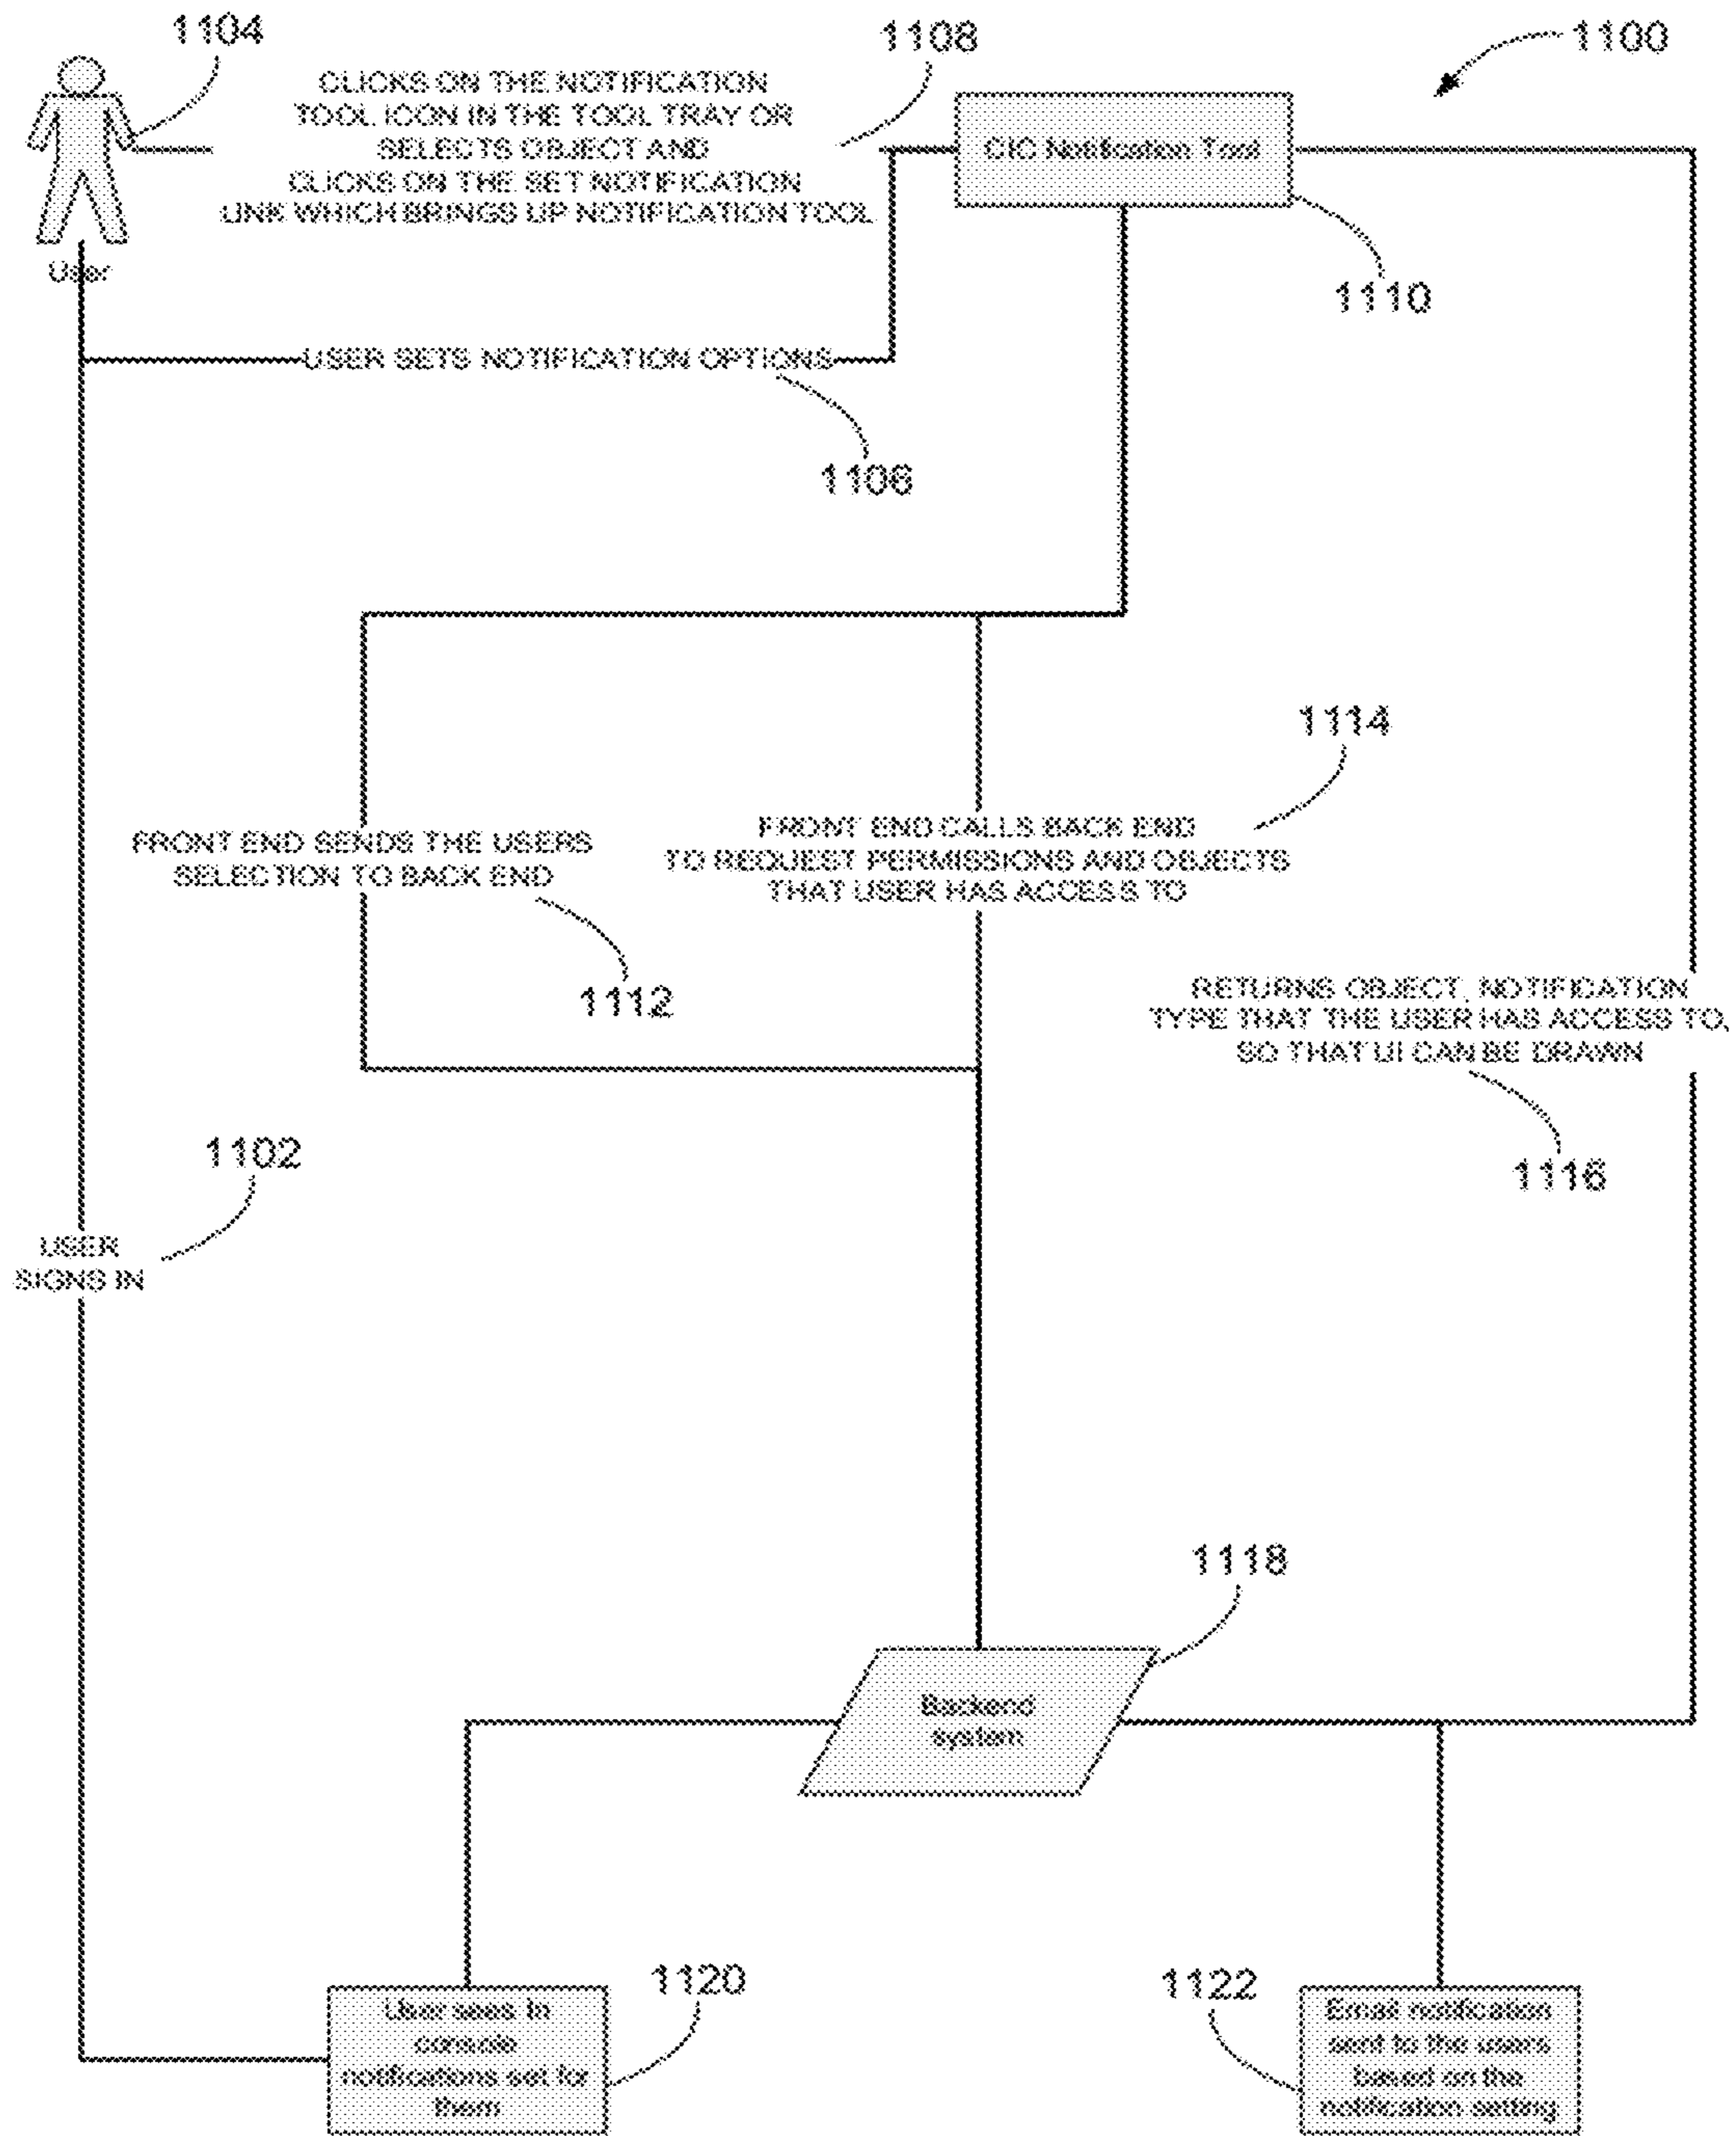 1104
1108
1100
CLICKS ON THE NOTIFICATION
TOOL ICON IN THE TOOL TRAY OR
SELECTS OBJECT AND
CLICKS ON THE SET NOTIFICATION
LINK WHICH BRINGS UP NOTIFICATION TOOL
CIC Notification Tool
User
1110
USER SETS NOTIFICATION OPTIONS
1106
1114
FRONT END SENDS THE USERS
SELECTION TO BACK END
FRONT END CALLS BACK END
TO REQUEST PERMISSIONS AND OBJECTS
THAT USER HAS ACCESS TO
1112
RETURNS OBJECT, NOTIFICATION
TYPE THAT THE USER HAS ACCESS TO,
SO THAT UI CAN BE DRAWN
1102
1116
USER
SIGNS IN
1118
Backend
system
1120
1122
User sees In
console
notifications set for
them
Email notification
sent to the users
based on the
notification setting